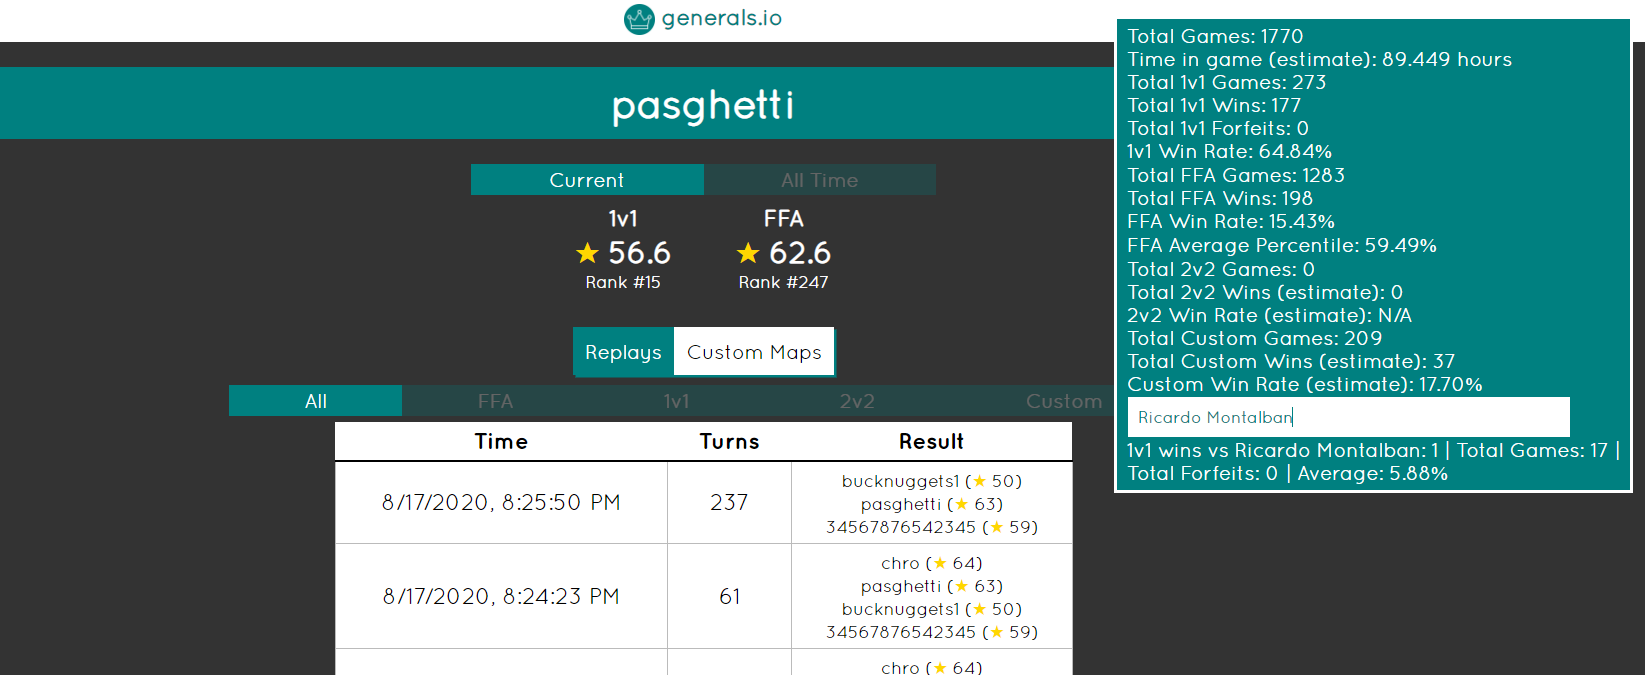 generals.io
pasghetti
Current All Time
1v1 FFA
★ 56.6 ★ 62.6
Rank #15 Rank #247
Replays Custom Maps
All FFA 1v1 2v2 Custom
Time Turns Result
8/17/2020, 8:25:50 PM 237
bucknuggets1 (★ 50)
pasghetti (★ 63)
34567876542345 (★ 59)
8/17/2020, 8:24:23 PM 61
chro (★ 64)
pasghetti (★ 63)
bucknuggets1 (★ 50)
34567876542345 (★ 59)
chro (★ 64)
Total Games: 1770
Time in game (estimate): 89.449 hours
Total 1v1 Games: 273
Total 1v1 Wins: 177
Total 1v1 Forfeits: 0
1v1 Win Rate: 64.84%
Total FFA Games: 1283
Total FFA Wins: 198
FFA Win Rate: 15.43%
FFA Average Percentile: 59.49%
Total 2v2 Games: 0
Total 2v2 Wins (estimate): 0
2v2 Win Rate (estimate): N/A
Total Custom Games: 209
Total Custom Wins (estimate): 37
Custom Win Rate (estimate): 17.70%
Ricardo Montalban
1v1 wins vs Ricardo Montalban: 1 | Total Games: 17 |
Total Forfeits: 0 | Average: 5.88%